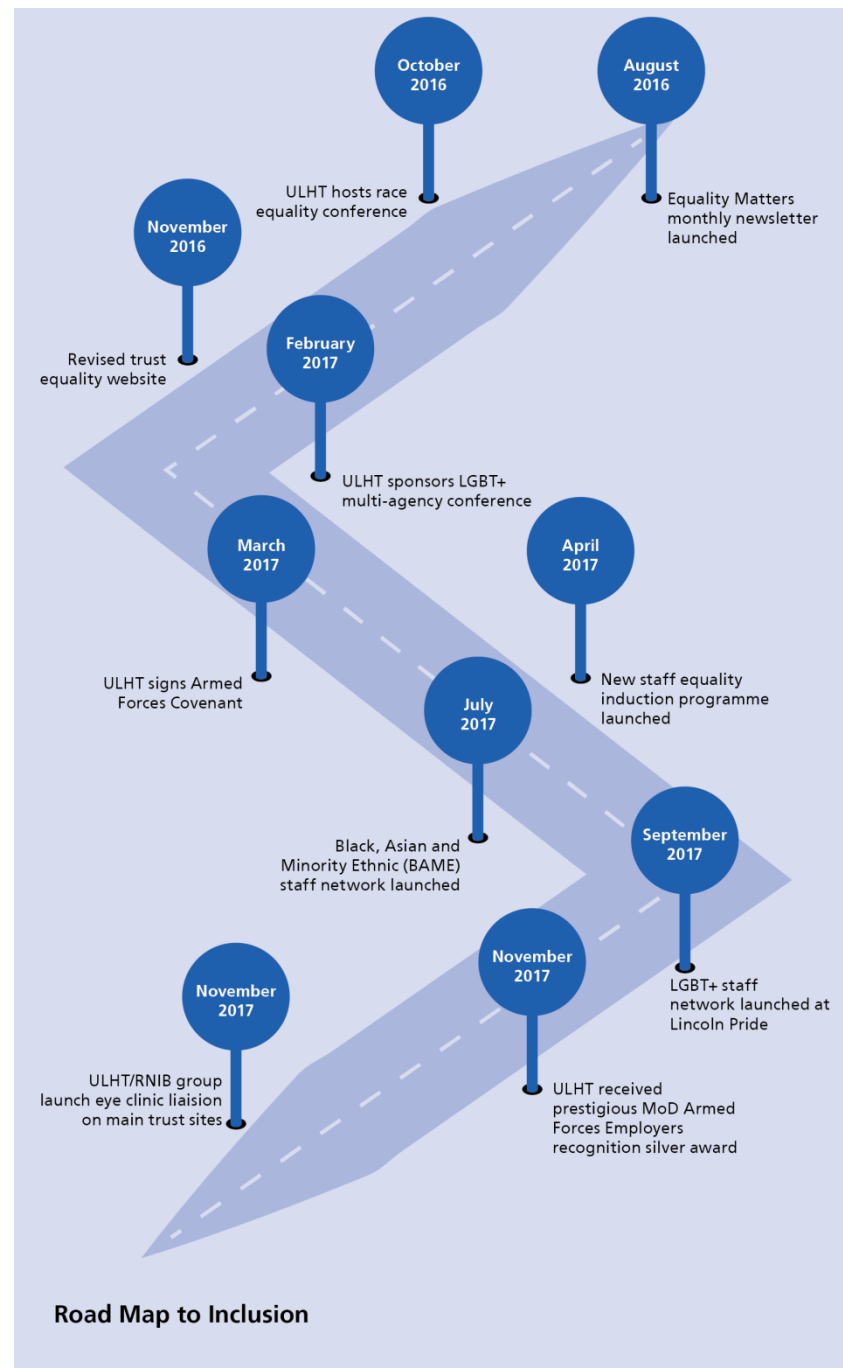 October
2016
August
2016
ULHT hosts race
equality conference
Equality Matters
monthly newsletter
launched
November
2016
Revised trust
equality website
February
2017
ULHT sponsors LGBT+
multi-agency conference
March
2017
April
2017
ULHT signs Armed
Forces Covenant
New staff equality
induction programme
launched
July
2017
Black, Asian and
Minority Ethnic (BAME)
staff network launched
September
2017
LGBT+ staff
network launched at
Lincoln Pride
November
2017
November
2017
ULHT/RNIB group
launch eye clinic liaision
on main trust sites
ULHT received
prestigious MoD Armed
Forces Employers
recognition silver award
Road Map to Inclusion